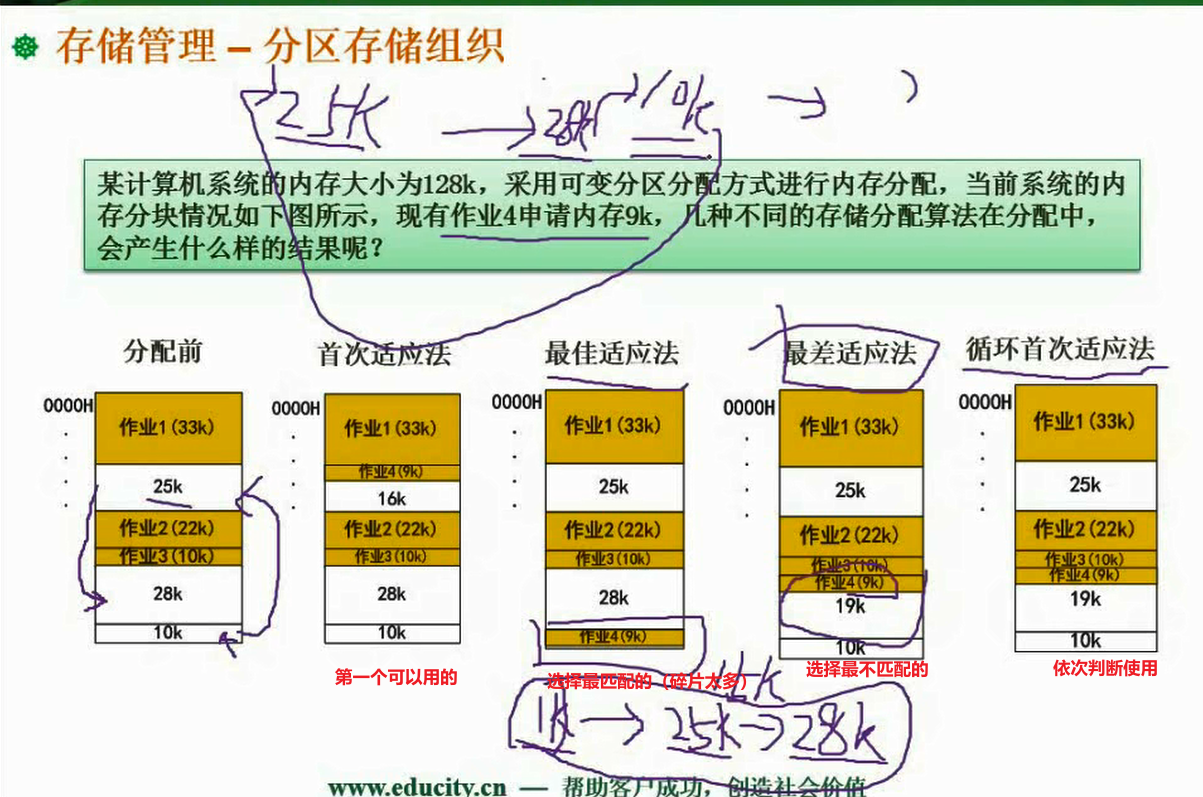 存储管理 – 分区存储组织
25k → 28k → 10k →
某计算机系统的内存大小为128k，采用可变分区分配方式进行内存分配，当前系统的内
存分块情况如下图所示，现有作业4申请内存9k，几种不同的存储分配算法在分配中，
会产生什么样的结果呢？
分配前
0000H
作业1(33k)
25k
作业2(22k)
作业3(10k)
28k
10k
首次适应法
0000H
作业1(33k)
作业4(9k)
16k
作业2(22k)
作业3(10k)
28k
10k
第一个可以用的
最佳适应法
0000H
作业1(33k)
25k
作业2(22k)
作业3(10k)
28k
作业4(9k)
选择最匹配的（碎片太多）
最差适应法
0000H
作业1(33k)
25k
作业2(22k)
作业3(10k)
作业4(9k)
19k
10k
选择最不匹配的
循环首次适应法
0000H
作业1(33k)
25k
作业2(22k)
作业3(10k)
作业4(9k)
19k
10k
依次判断使用
1k → 25k → 28k
www.educity.cn — 帮助客户成功，创造社会价值